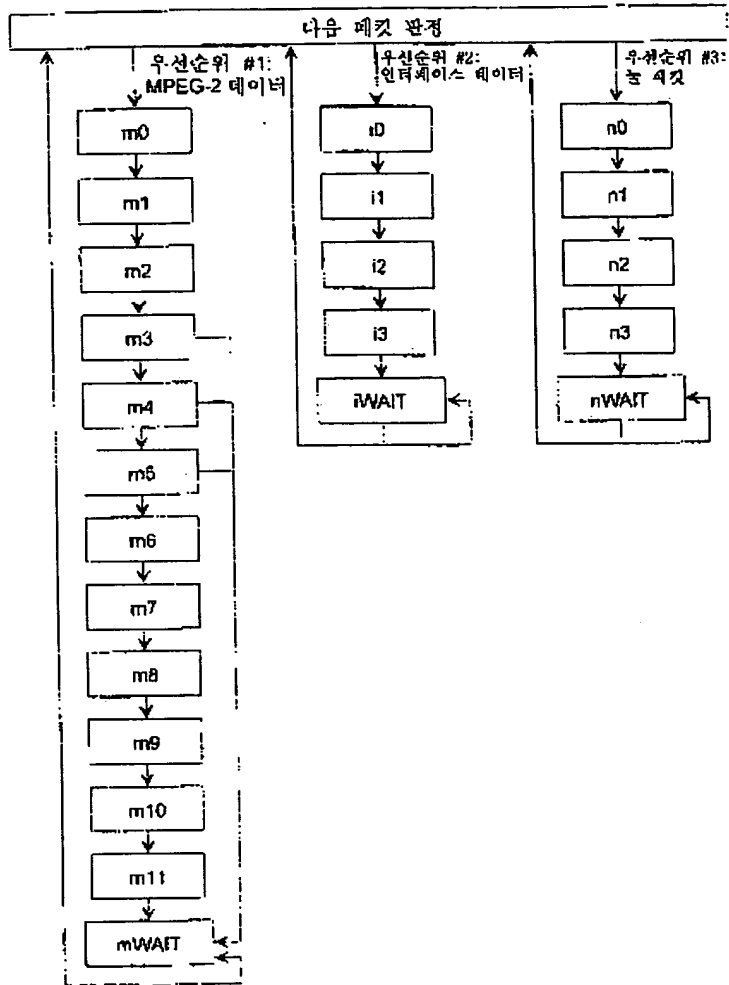 다음 패킷 판정
우선순위 #1:
MPEG-2 데이터
우선순위 #2:
인터페이스 데이터
우선순위 #3:
널 패킷
m0
m1
m2
m3
m4
m5
m6
m7
m8
m9
m10
m11
mWAIT
i0
i1
i2
i3
iWAIT
n0
n1
n2
n3
nWAIT